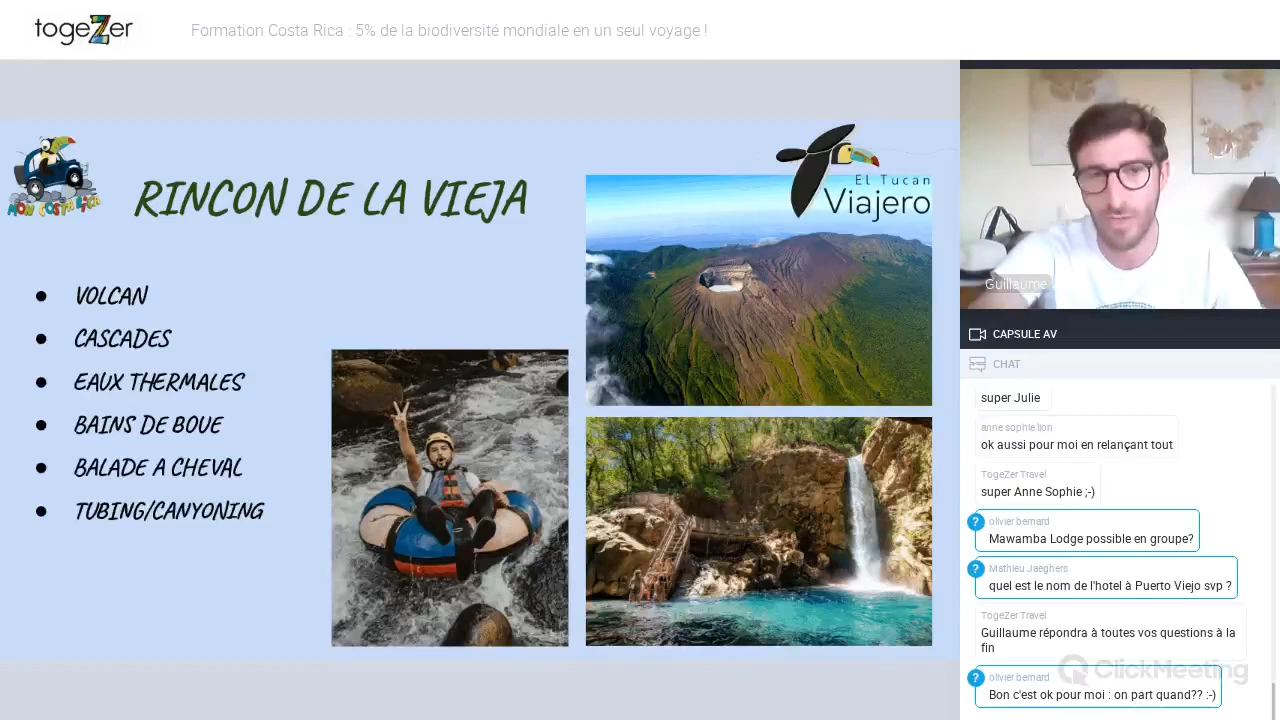 togeZer
Formation Costa Rica : 5% de la biodiversité mondiale en un seul voyage !
MON COSTA RICA
RINCON DE LA VIEJA
El Tucan
Viajero
VOLCAN
CASCADES
EAUX THERMALES
BAINS DE BOUE
BALADE A CHEVAL
TUBING/CANYONING
Guillaume
CAPSULE AV
CHAT
super Julie
anne sophie lion
ok aussi pour moi en relançant tout
TogeZer Travel
super Anne Sophie ;-)
?
olivier bernard
Mawamba Lodge possible en groupe?
?
Mathieu Jaeghers
quel est le nom de l'hotel à Puerto Viejo svp ?
TogeZer Travel
Guillaume répondra à toutes vos questions à la
fin
ClickMeeting
?
olivier bernard
Bon c'est ok pour moi : on part quand?? :-)